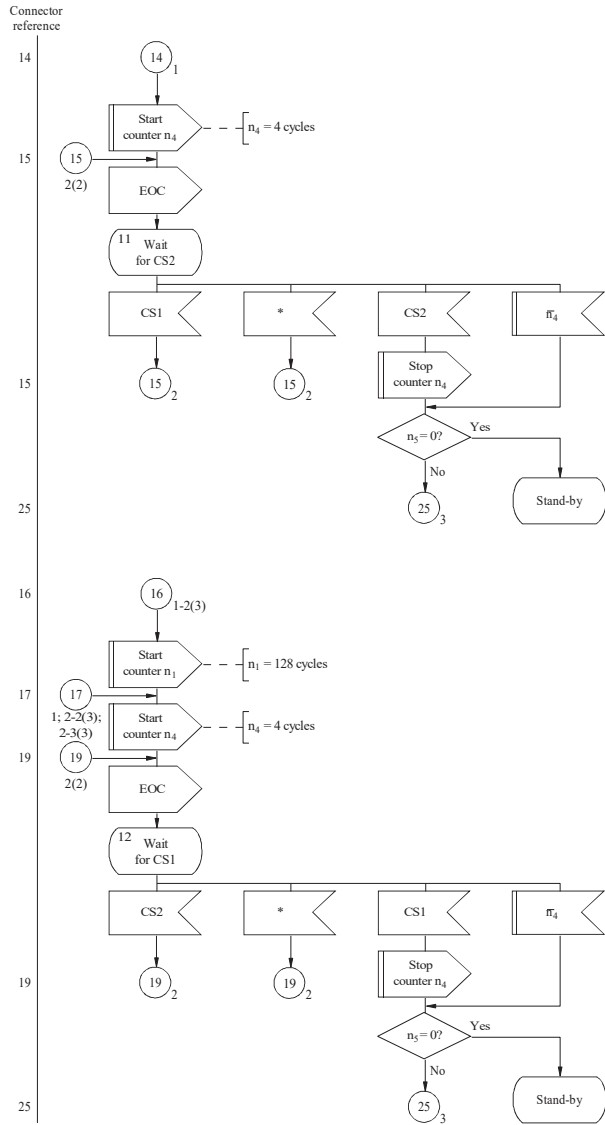 Connector
reference
14
14
1
Start
counter n4
n4 = 4 cycles
15
15
2(2)
EOC
11
Wait
for CS2
CS1
*
CS2
n̅4
15
15
2
15
2
Stop
counter n4
n5 = 0?
Yes
No
Stand-by
25
25
3
16
16
1-2(3)
Start
counter n1
n1 = 128 cycles
17
17
1; 2-2(3);
2-3(3)
Start
counter n4
n4 = 4 cycles
19
19
2(2)
EOC
12
Wait
for CS1
CS2
*
CS1
n̅4
19
19
2
19
2
Stop
counter n4
n5 = 0?
Yes
No
Stand-by
25
25
3